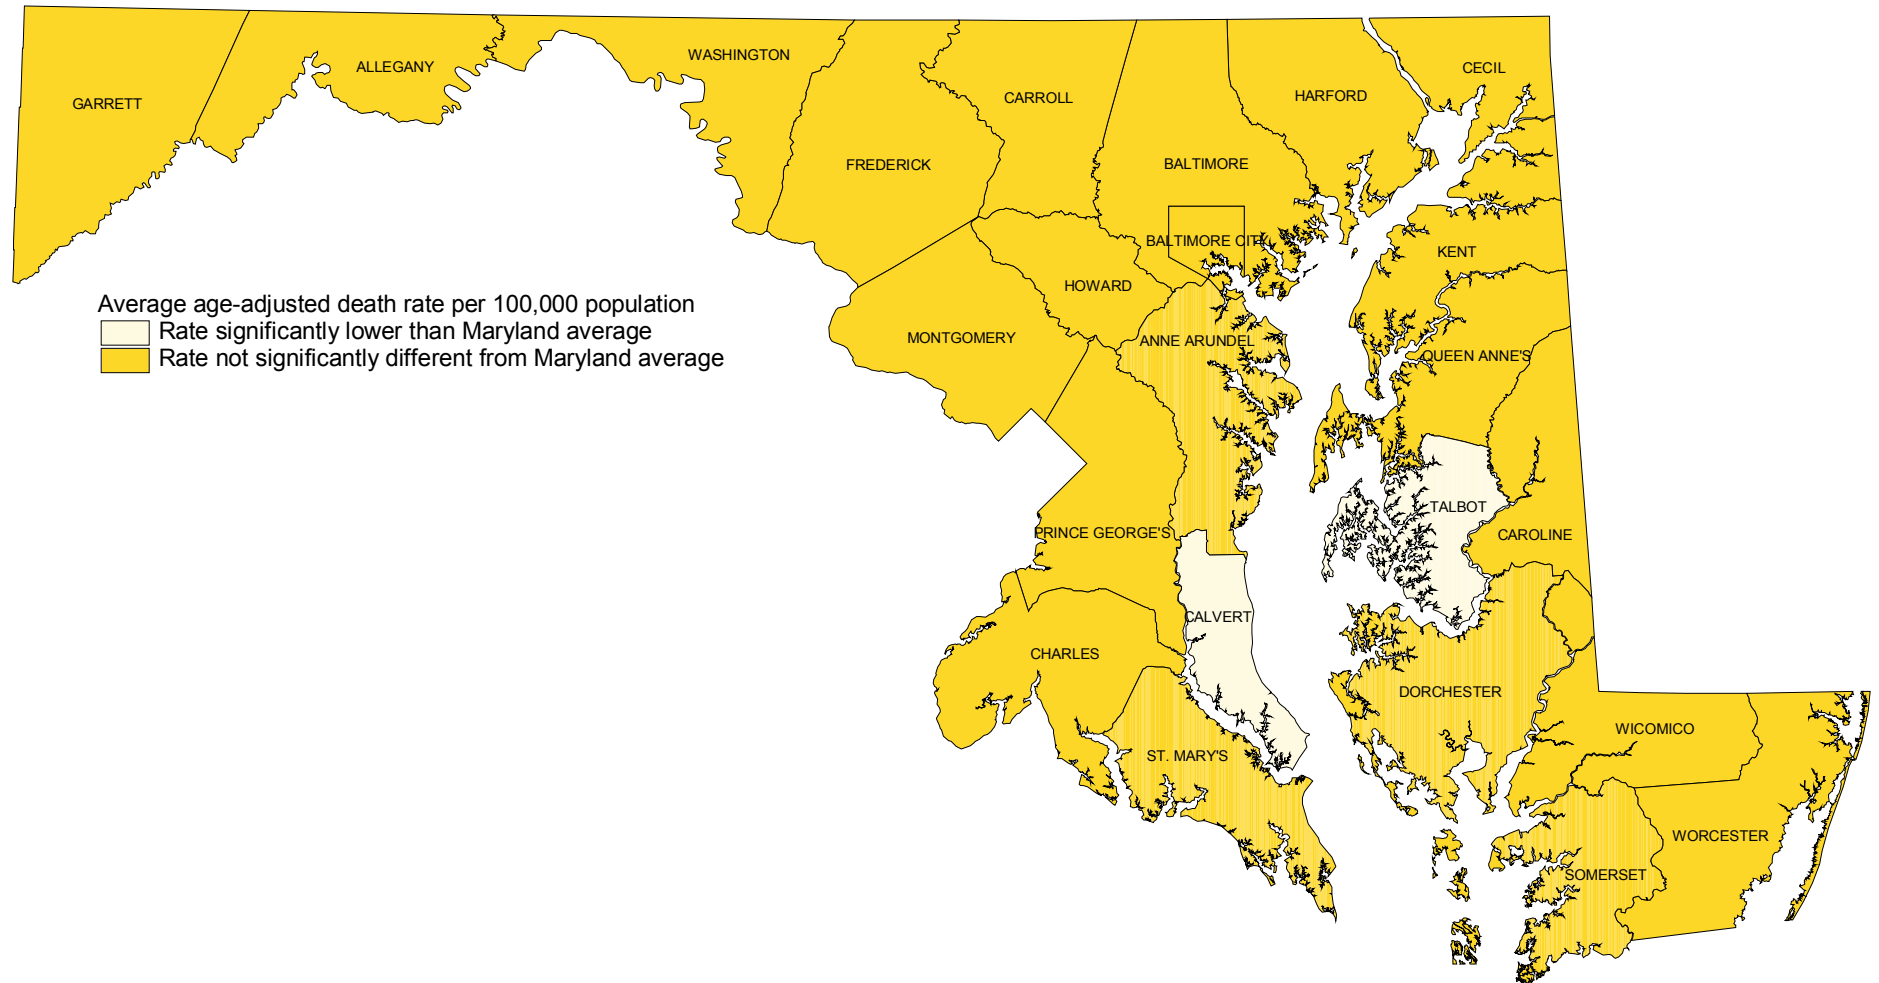 WASHINGTON
ALLEGANY
CECIL
GARRETT
CARROLL
HARFORD
FREDERICK
BALTIMORE
BALTIMORE CITY
KENT
HOWARD
Average age-adjusted death rate per 100,000 population
Rate significantly lower than Maryland average
Rate not significantly different from Maryland average
MONTGOMERY
ANNE ARUNDEL
QUEEN ANNE'S
TALBOT
PRINCE GEORGE'S
CAROLINE
CALVERT
CHARLES
DORCHESTER
WICOMICO
ST. MARY'S
WORCESTER
SOMERSET